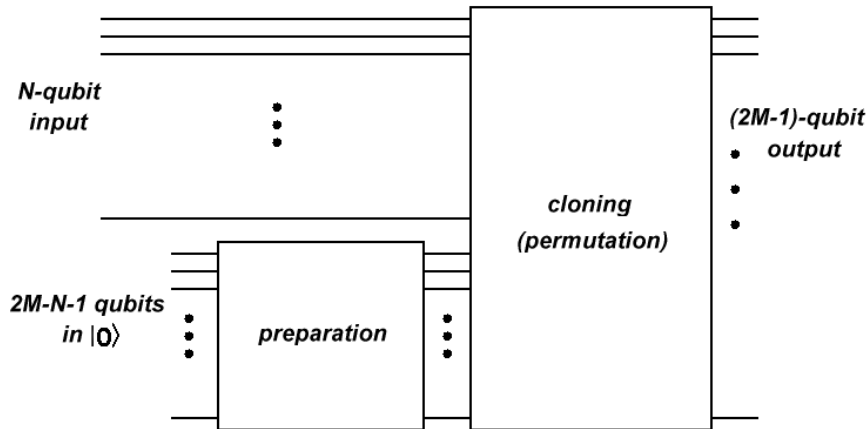 N-qubit
input
(2M-1)-qubit
output
cloning
(permutation)
2M-N-1 qubits
in |0⟩
preparation